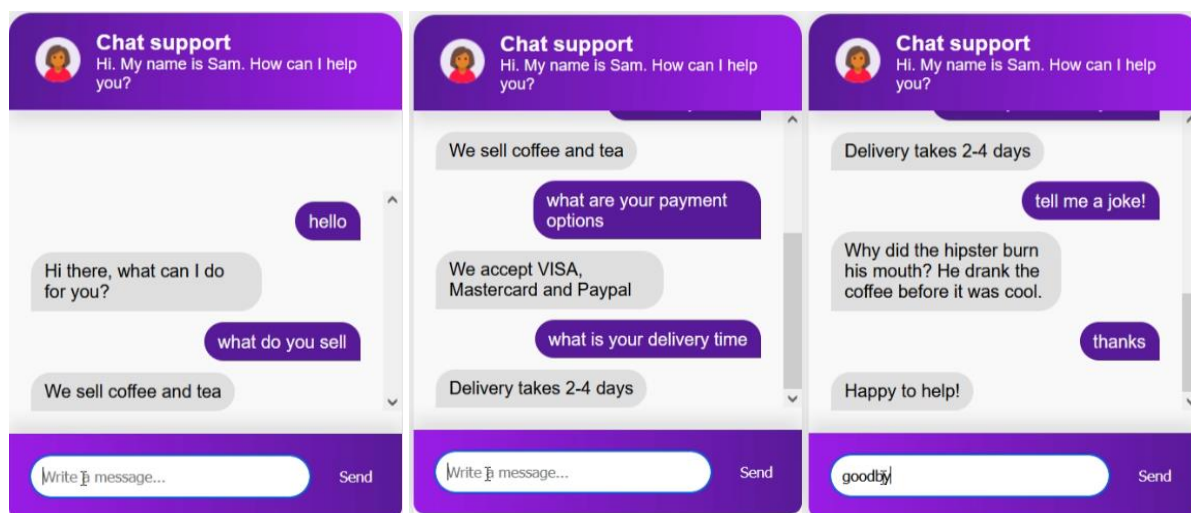 Chat support
Hi. My name is Sam. How can I help
you?
hello
Hi there, what can I do
for you?
what do you sell
We sell coffee and tea
Write a message...
Send
Chat support
Hi. My name is Sam. How can I help
you?
We sell coffee and tea
what are your payment
options
We accept VISA,
Mastercard and Paypal
what is your delivery time
Delivery takes 2-4 days
Write a message...
Send
Chat support
Hi. My name is Sam. How can I help
you?
Delivery takes 2-4 days
tell me a joke!
Why did the hipster burn
his mouth? He drank the
coffee before it was cool.
thanks
Happy to help!
goodby
Send